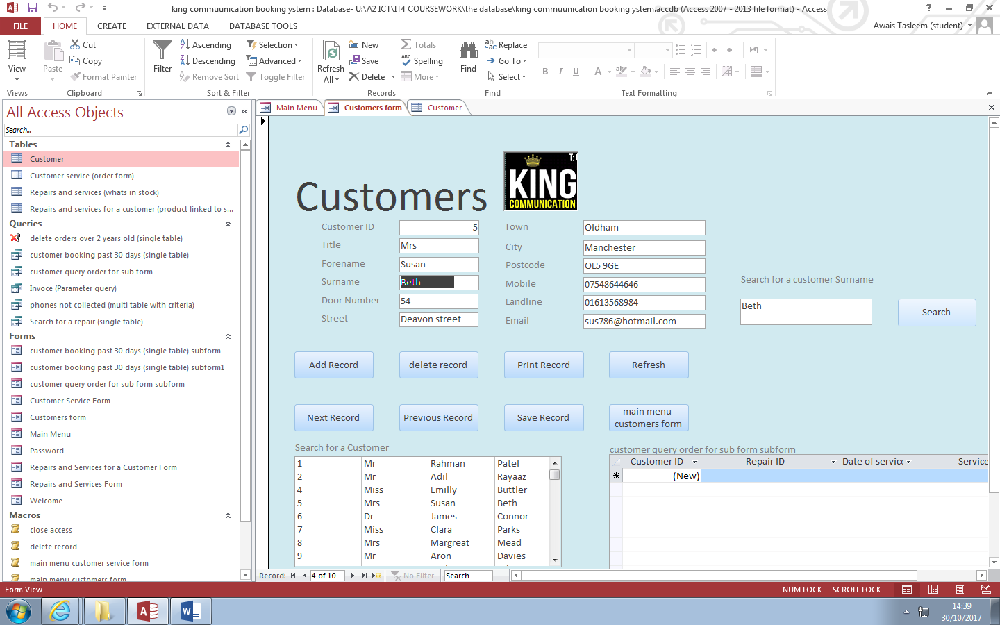 king commuunication booking ystem : Database- U:\A2 ICT\IT4 COURSEWORK\the database\king commuunication booking ystem.accdb (Access 2007 - 2013 file format) - Access
FILE HOME CREATE EXTERNAL DATA DATABASE TOOLS
Awais Tasleem (student)
View
Views
Paste
Cut
Copy
Format Painter
Clipboard
Filter
Ascending
Descending
Remove Sort
Selection
Advanced
Toggle Filter
Sort & Filter
Refresh All
New
Save
Delete
Totals
Spelling
More
Records
Find
Replace
Go To
Select
Find
B I U A
Text Formatting
All Access Objects
Search...
Tables
Customer
Customer service (order form)
Repairs and services (whats in stock)
Repairs and services for a customer (product linked to s...
Queries
delete orders over 2 years old (single table)
customer booking past 30 days (single table)
customer query order for sub form
Invoce (Parameter query)
phones not collected (multi table with criteria)
Search for a repair (single table)
Forms
customer booking past 30 days (single table) subform
customer booking past 30 days (single table) subform1
customer query order for sub form subform
Customer Service Form
Customers form
Main Menu
Password
Repairs and Services for a Customer Form
Repairs and Services Form
Welcome
Macros
close access
delete record
main menu customer service form
main menu customers form
Main Menu Customers form Customer
Customers
T:
KING
COMMUNICATION
Customer ID 5
Title Mrs
Forename Susan
Surname Beth
Door Number 54
Street Deavon street
Town Oldham
City Manchester
Postcode OL5 9GE
Mobile 07548644646
Landline 01613568984
Email sus786@hotmail.com
Search for a customer Surname
Beth
Search
Add Record delete record Print Record Refresh
Next Record Previous Record Save Record main menu customers form
Search for a Customer
1 Mr Rahman Patel
2 Mr Adil Rayaaz
4 Miss Emilly Buttler
5 Mrs Susan Beth
6 Dr James Connor
7 Miss Clara Parks
8 Mrs Margreat Mead
9 Mr Aron Davies
customer query order for sub form subform
Customer ID Repair ID Date of service Service
(New)
Record: 4 of 10 No Filter Search
Form View
NUM LOCK SCROLL LOCK
14:39
30/10/2017